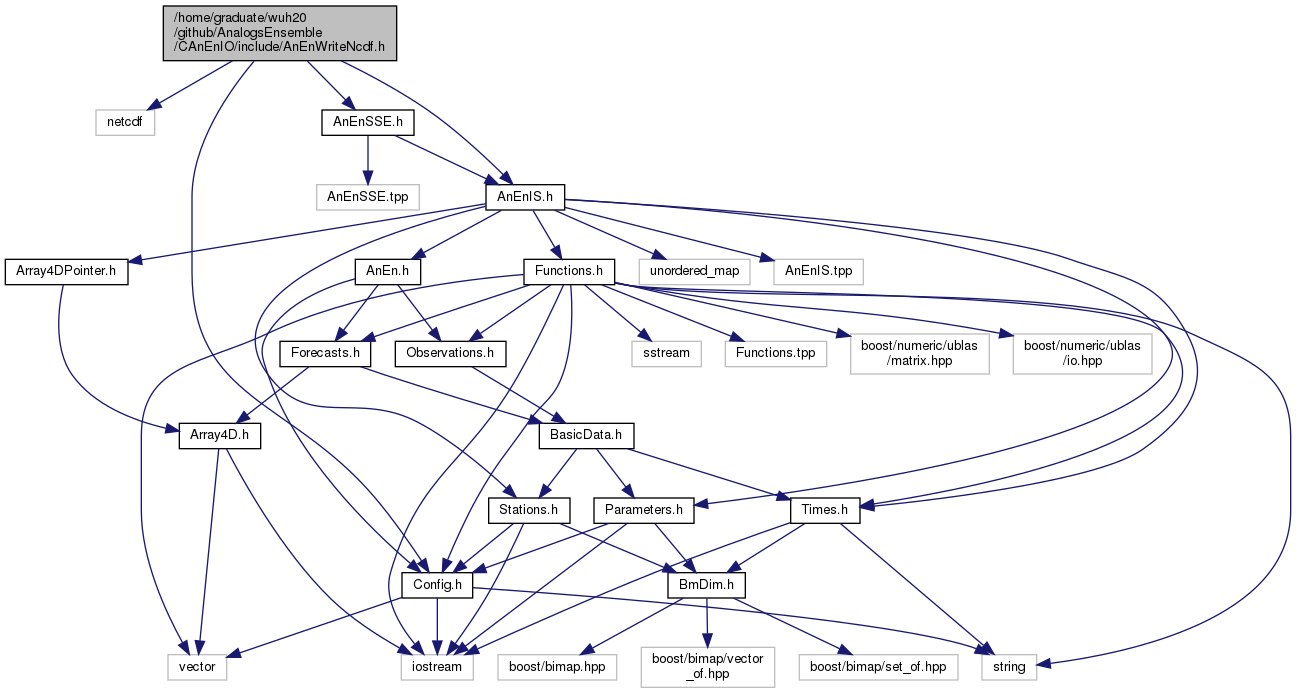 /home/graduate/wuh20
/github/AnalogsEnsemble
/CAnEnIO/include/AnEnWriteNcdf.h
netcdf
AnEnSSE.h
AnEnSSE.tpp
AnEnIS.h
Array4DPointer.h
AnEn.h
Functions.h
unordered_map
AnEnIS.tpp
Forecasts.h
Observations.h
sstream
Functions.tpp
boost/numeric/ublas
/matrix.hpp
boost/numeric/ublas
/io.hpp
Array4D.h
BasicData.h
Stations.h
Parameters.h
Times.h
Config.h
BmDim.h
vector
iostream
boost/bimap.hpp
boost/bimap/vector
_of.hpp
boost/bimap/set_of.hpp
string